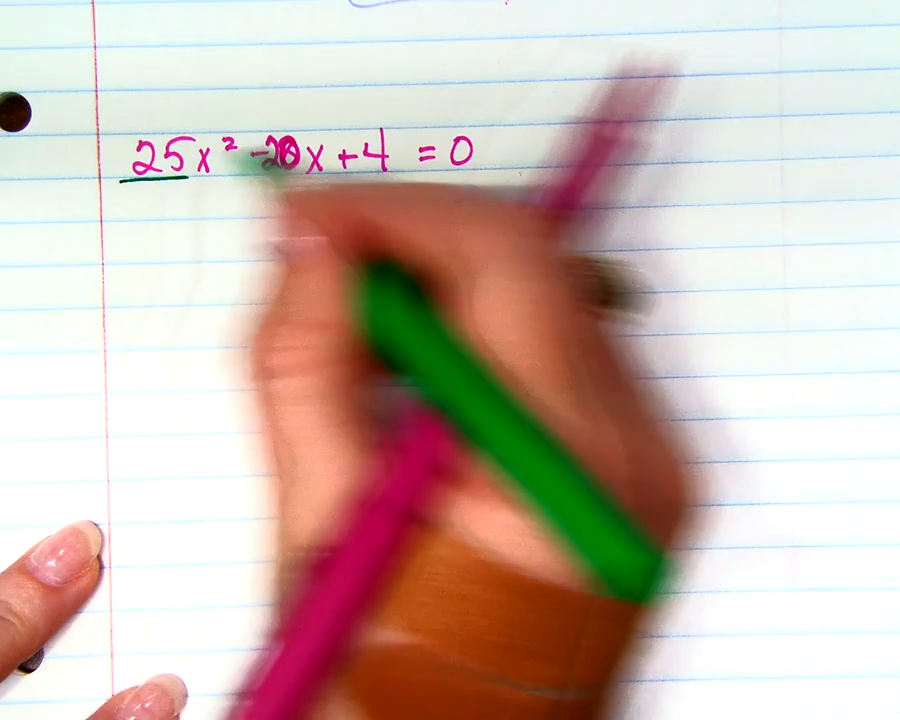 25x² -20x +4 = 0